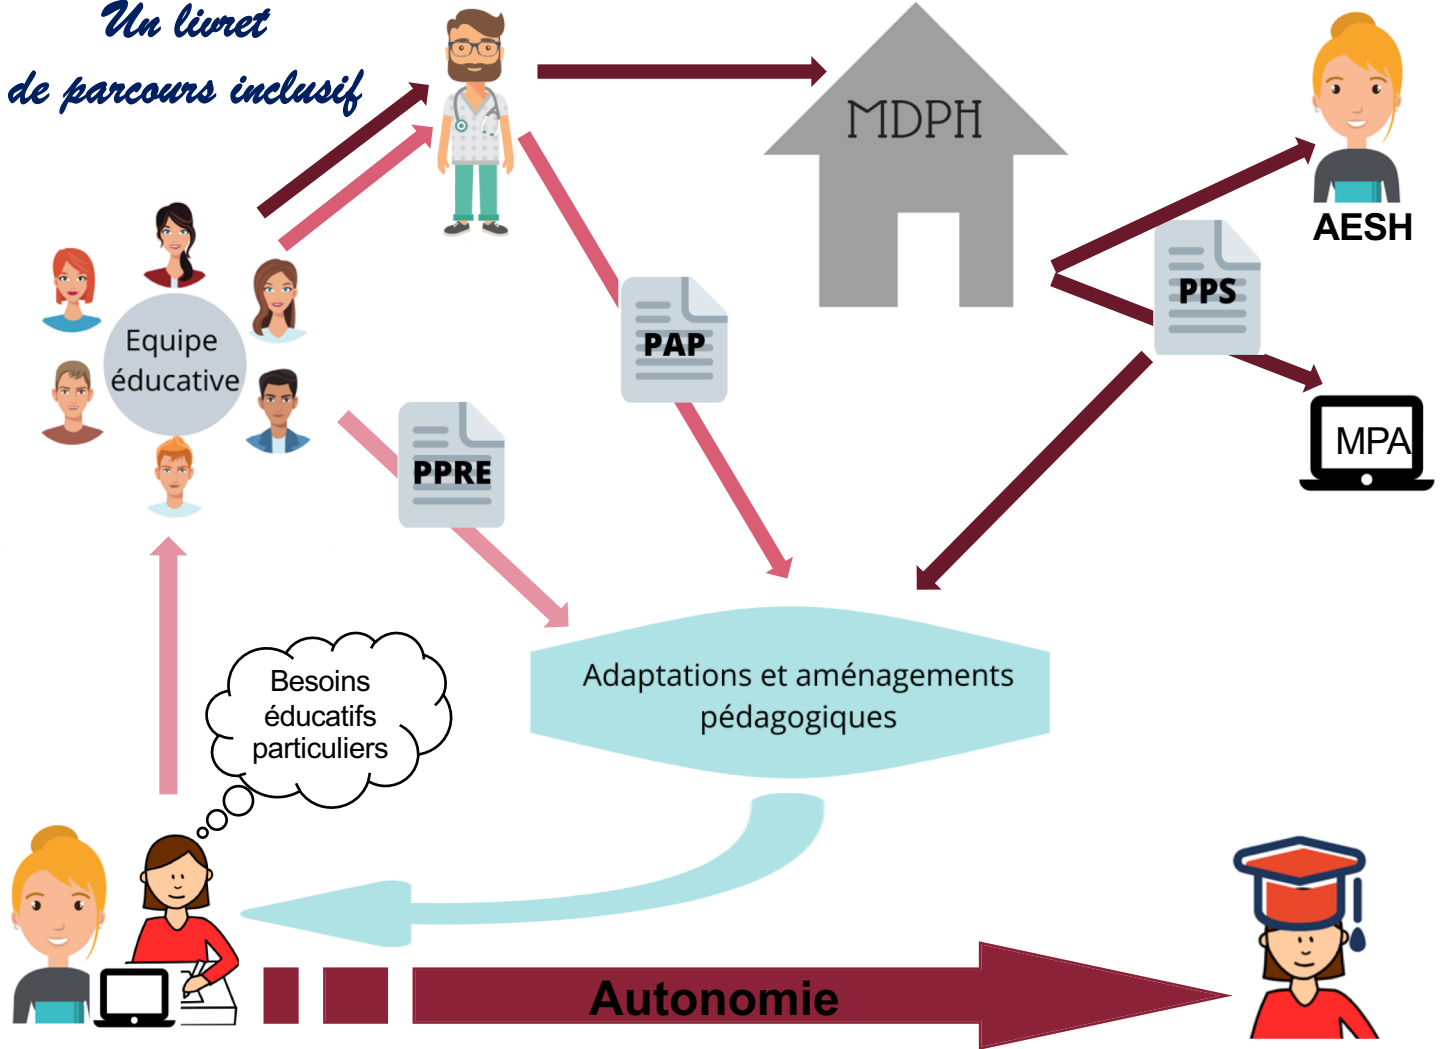 Un livret
de parcours inclusif
MDPH
AESH
Equipe
éducative
PAP
PPS
PPRE
MPA
Besoins
éducatifs
particuliers
Adaptations et aménagements
pédagogiques
Autonomie